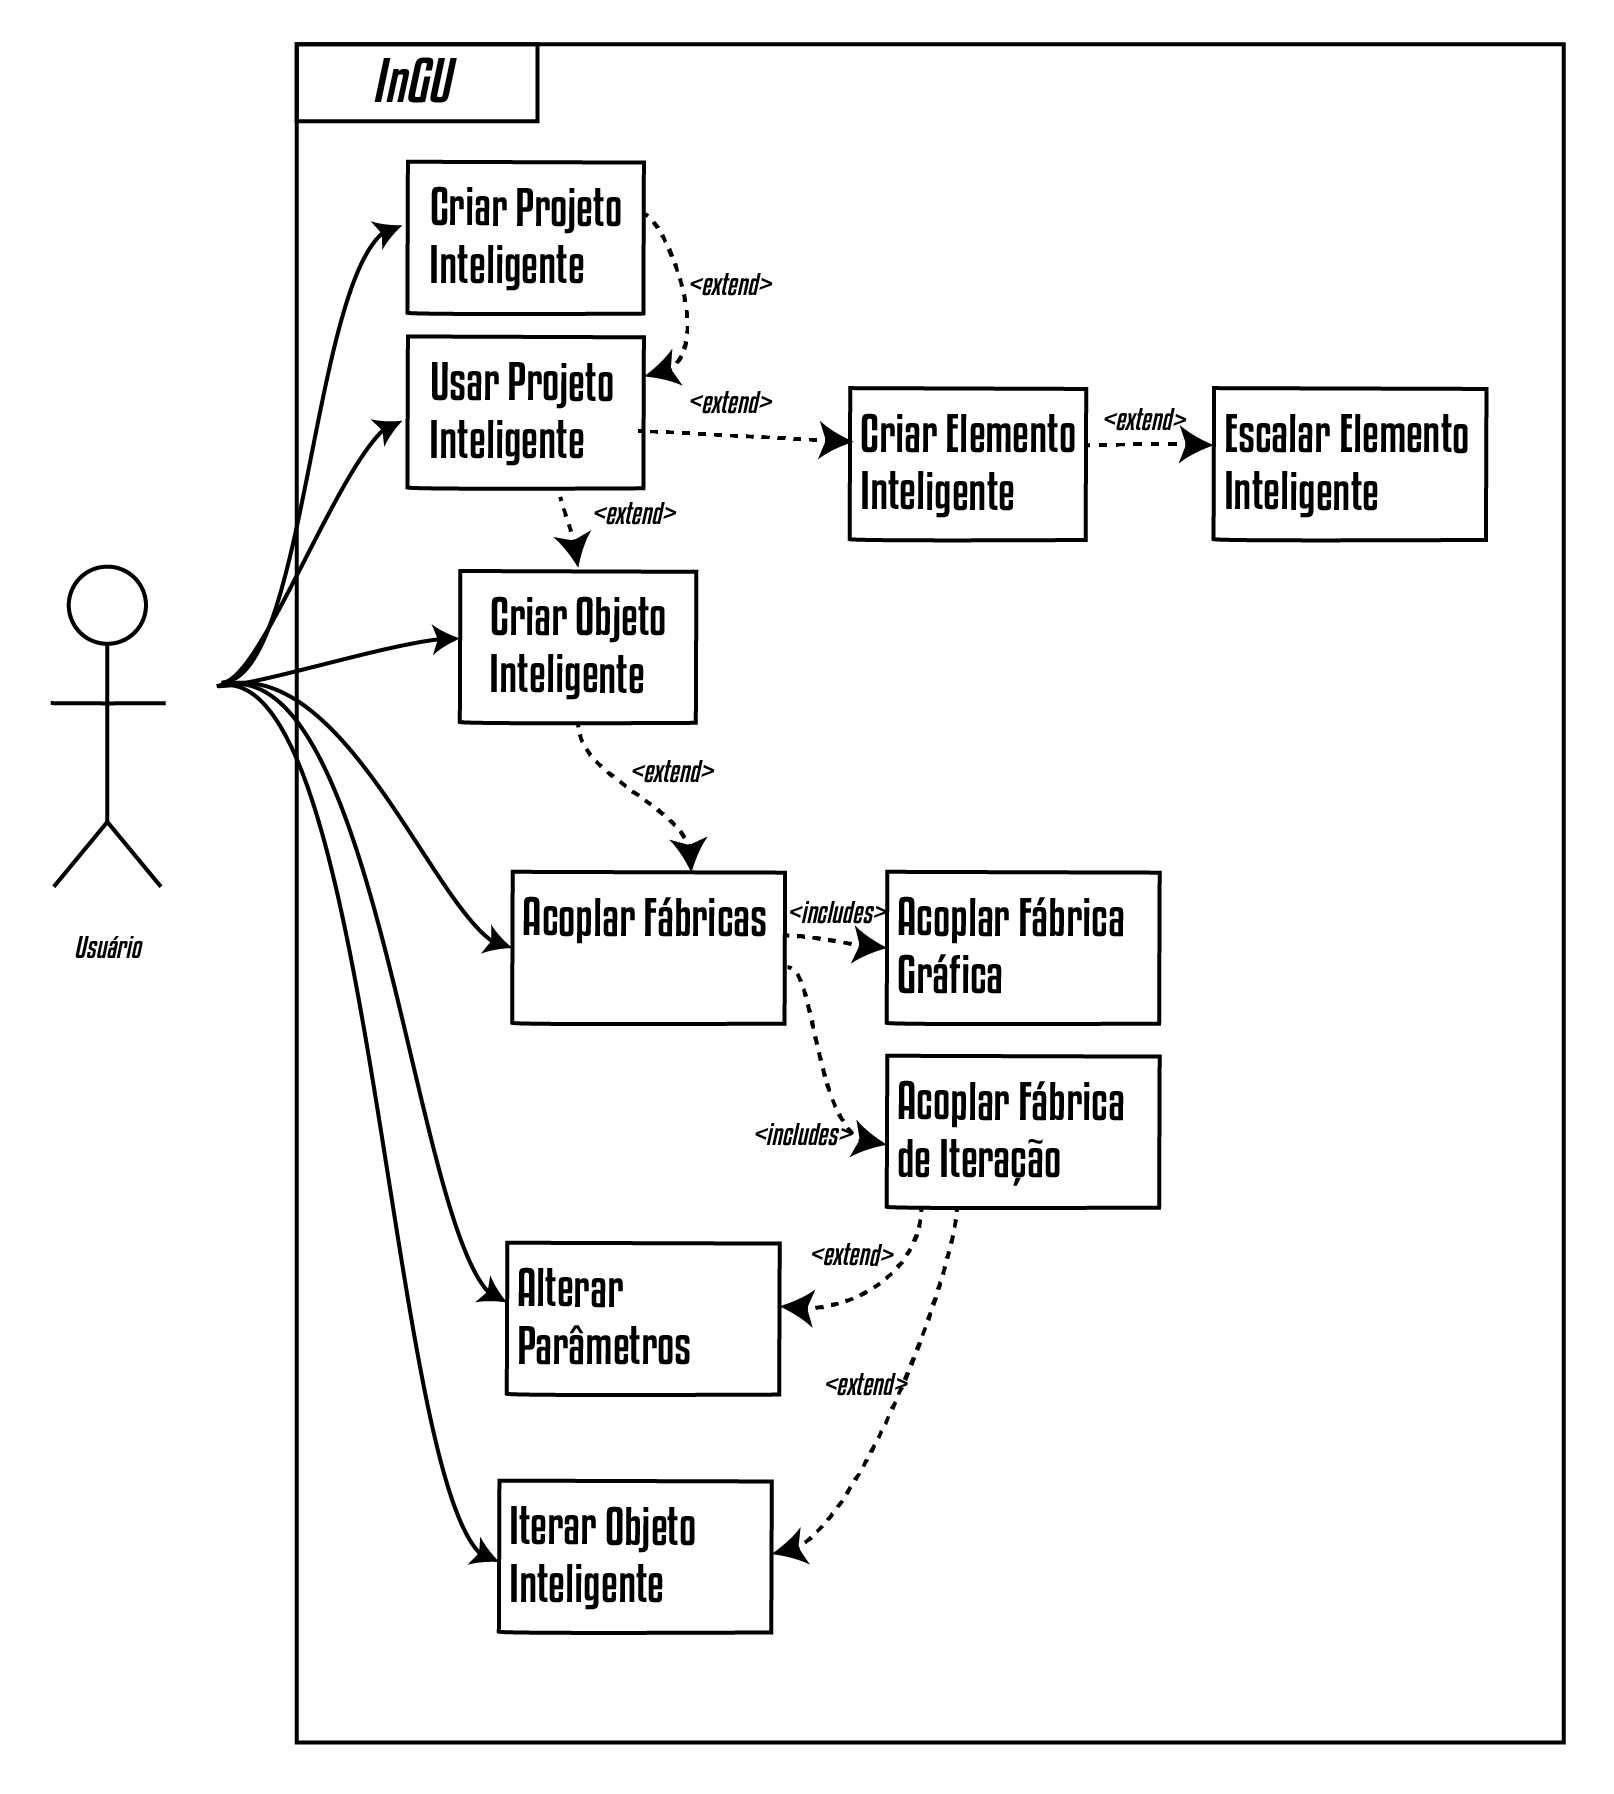 InGU
Criar Projeto
Inteligente
<extend>
Usar Projeto
Inteligente
<extend>
Criar Elemento
Inteligente
<extend>
Escalar Elemento
Inteligente
<extend>
Criar Objeto
Inteligente
<extend>
Usuário
Acoplar Fábricas
<includes>
Acoplar Fábrica
Gráfica
<includes>
Acoplar Fábrica
de Iteração
<extend>
Alterar
Parâmetros
<extend>
Iterar Objeto
Inteligente